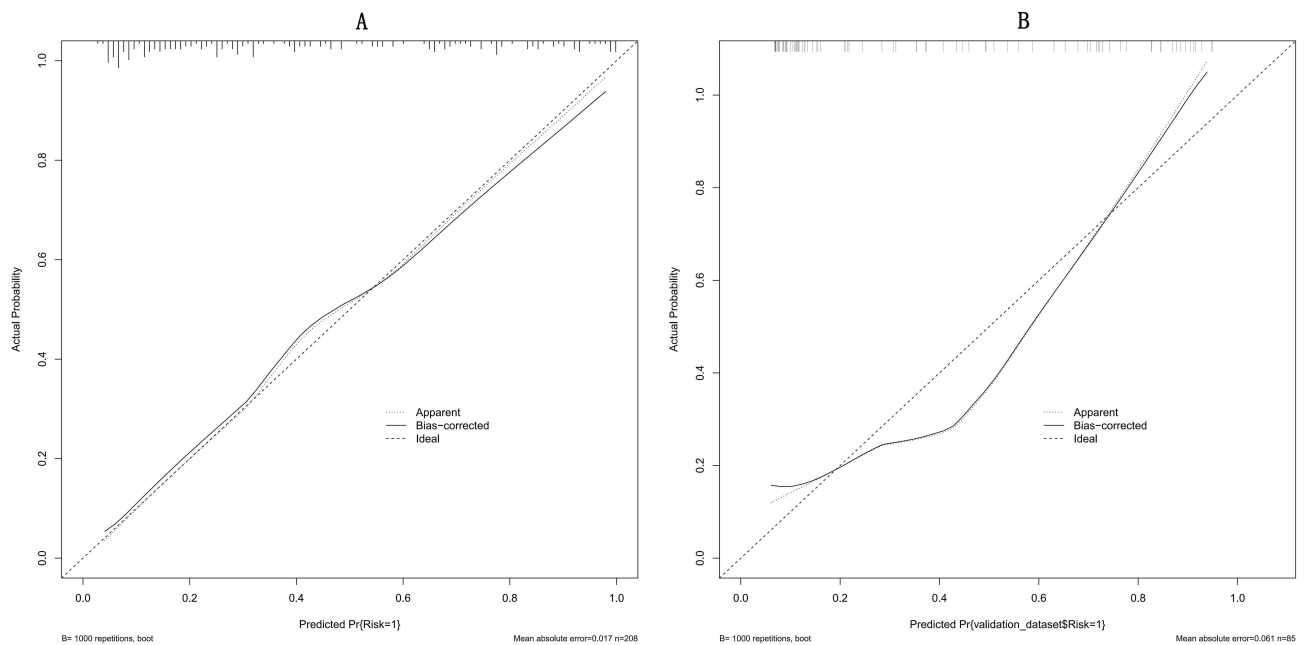 A
1.0
0.8
0.6
0.4
0.2
0.0
Actual Probability
Apparent
Bias−corrected
Ideal
0.0 0.2 0.4 0.6 0.8 1.0
Predicted Pr{Risk=1}
B= 1000 repetitions, boot
Mean absolute error=0.017 n=208
B
1.0
0.8
0.6
0.4
0.2
0.0
Actual Probability
Apparent
Bias−corrected
Ideal
0.0 0.2 0.4 0.6 0.8 1.0
Predicted Pr{validation_dataset$Risk=1}
B= 1000 repetitions, boot
Mean absolute error=0.061 n=85